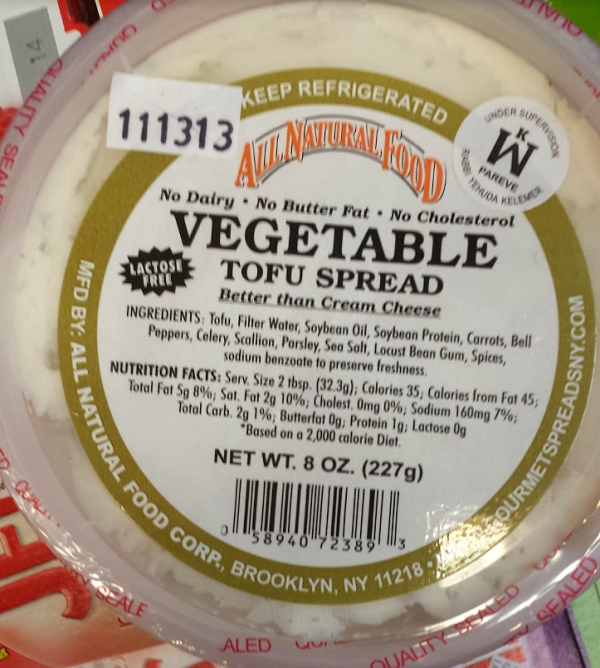 14
111313
KEEP REFRIGERATED
ALL NATURAL FOOD
UNDER SUPERVISION
K
PAREVE
RABBI YEHUDA KELEMER
No Dairy • No Butter Fat • No Cholesterol
VEGETABLE
LACTOSE
FREE
TOFU SPREAD
Better than Cream Cheese
INGREDIENTS: Tofu, Filter Water, Soybean Oil, Soybean Protein, Carrots, Bell
Peppers, Celery, Scallion, Parsley, Sea Salt, Locust Bean Gum, Spices,
sodium benzoate to preserve freshness.
NUTRITION FACTS: Serv. Size 2 tbsp. (32.3g); Calories 35; Calories from Fat 45;
Total Fat 5g 8%; Sat. Fat 2g 10%; Cholest. 0mg 0%; Sodium 160mg 7%;
Total Carb. 2g 1%; Butterfat 0g; Protein 1g; Lactose 0g
*Based on a 2,000 calorie Diet.
NET WT. 8 OZ. (227g)
0 58940 72389 3
MFD BY: ALL NATURAL FOOD CORP., BROOKLYN, NY 11218 • GOURMETSPREADSNY.COM
QUALITY SEALED
QUALITY SEALED